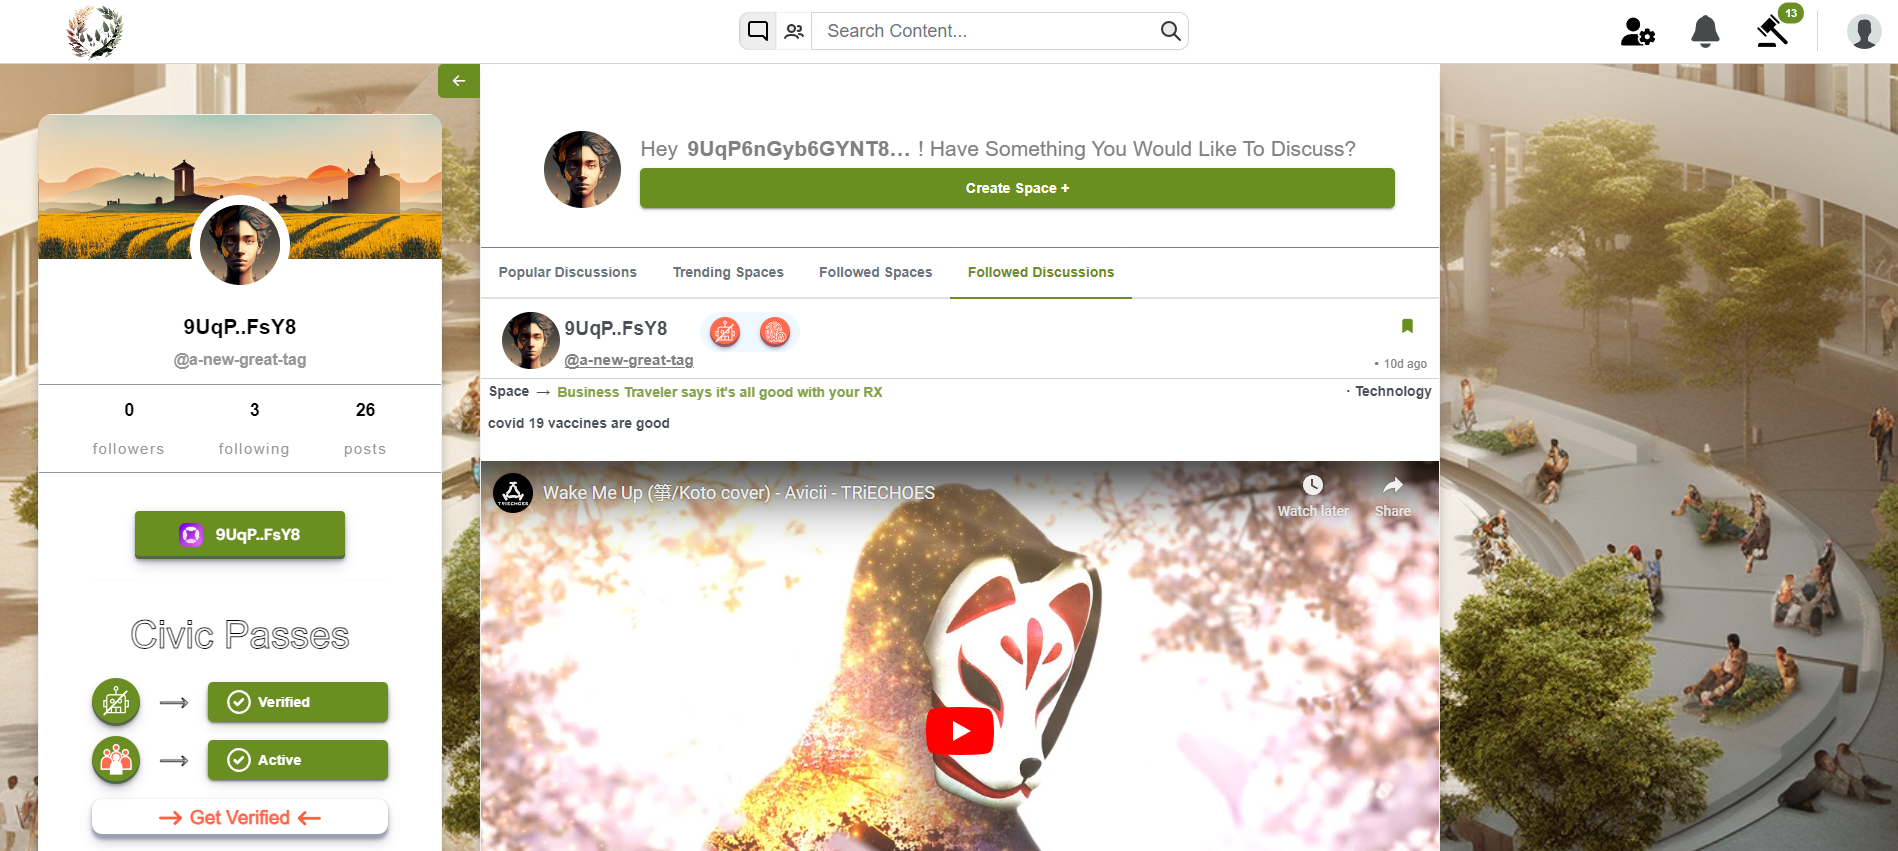 Search Content...
13
9UqP..FsY8
@a-new-great-tag
0 3 26
followers following posts
9UqP..FsY8
Civic Passes
Verified
Active
Get Verified
Hey 9UqP6nGyb6GYNT8... ! Have Something You Would Like To Discuss?
Create Space +
Popular Discussions Trending Spaces Followed Spaces Followed Discussions
9UqP..FsY8
@a-new-great-tag
• 10d ago
Space → Business Traveler says it's all good with your RX · Technology
covid 19 vaccines are good
TRiECHOES
Wake Me Up (箏/Koto cover) - Avicii - TRiECHOES
Watch later Share